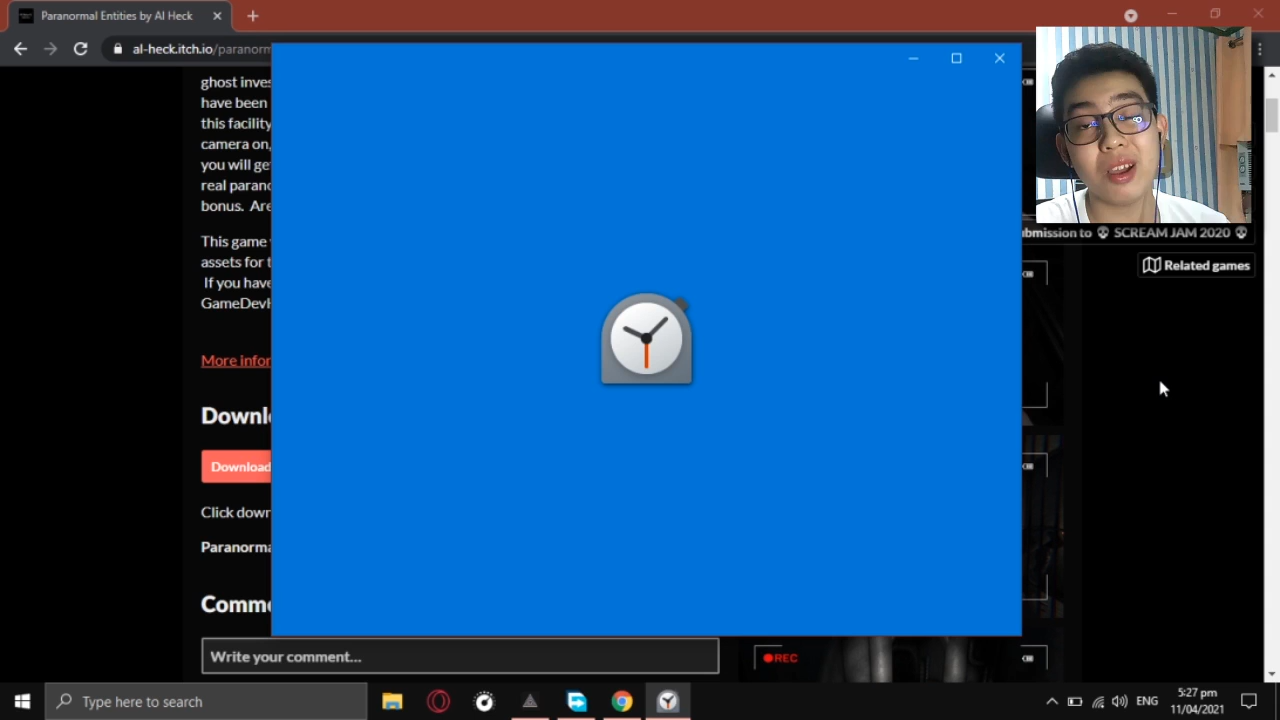 Paranormal Entities by Al Heck
al-heck.itch.io/paranorm
ghost inves
have been
this facility
camera on,
you will ge
real parano
bonus. Are
This game
assets for t
If you have
GameDevH
More infor
Downl
Download
Click down
Paranorma
Comme
Write your comment...
ubmission to 💀 SCREAM JAM 2020 💀
Related games
REC
Type here to search
ENG
5:27 pm
11/04/2021